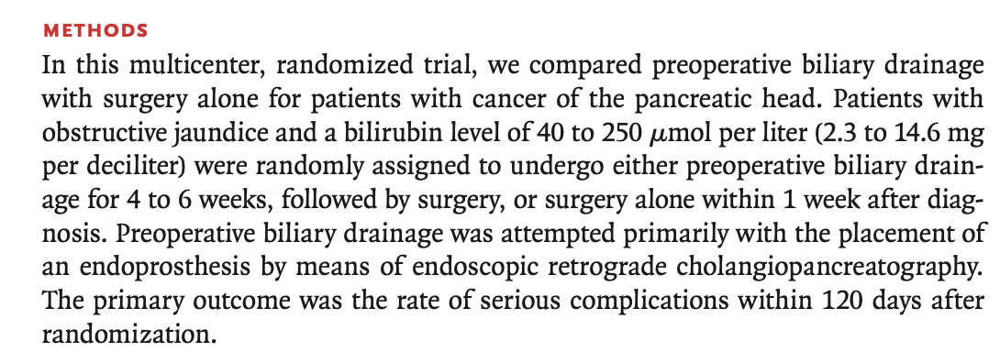 METHODS
In this multicenter, randomized trial, we compared preoperative biliary drainage
with surgery alone for patients with cancer of the pancreatic head. Patients with
obstructive jaundice and a bilirubin level of 40 to 250 μmol per liter (2.3 to 14.6 mg
per deciliter) were randomly assigned to undergo either preoperative biliary drain-
age for 4 to 6 weeks, followed by surgery, or surgery alone within 1 week after diag-
nosis. Preoperative biliary drainage was attempted primarily with the placement of
an endoprosthesis by means of endoscopic retrograde cholangiopancreatography.
The primary outcome was the rate of serious complications within 120 days after
randomization.